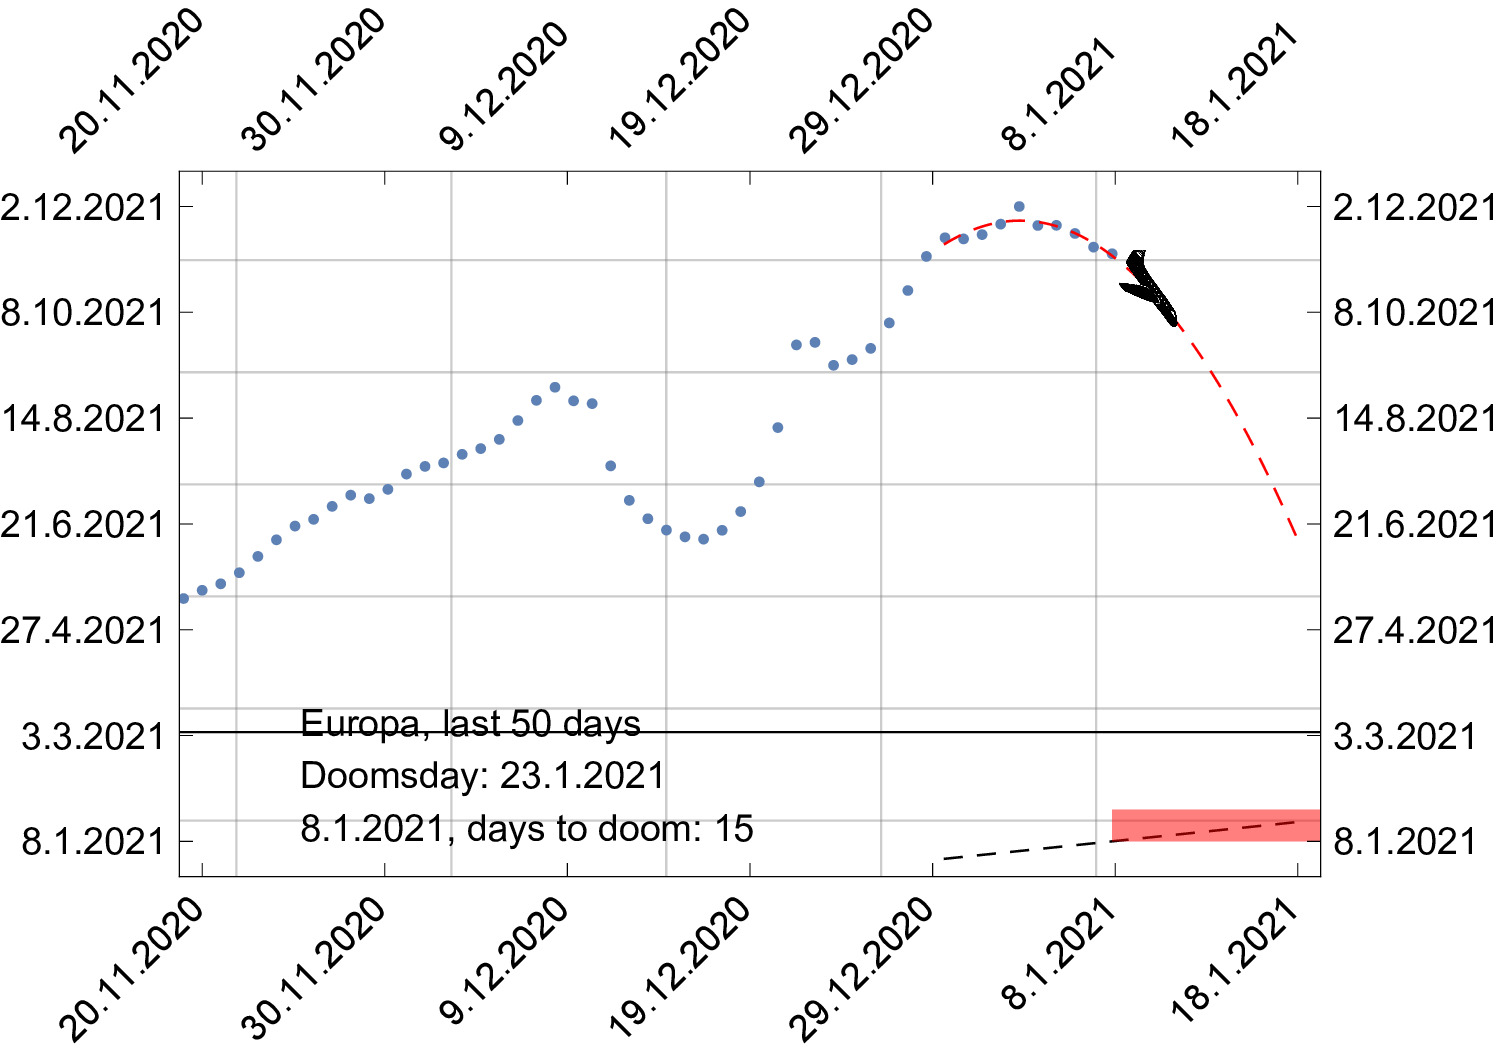 20.11.2020 30.11.2020 9.12.2020 19.12.2020 29.12.2020 8.1.2021 18.1.2021
2.12.2021 2.12.2021
8.10.2021 8.10.2021
14.8.2021 14.8.2021
21.6.2021 21.6.2021
27.4.2021 27.4.2021
3.3.2021 3.3.2021
8.1.2021 8.1.2021
Europa, last 50 days
Doomsday: 23.1.2021
8.1.2021, days to doom: 15
20.11.2020 30.11.2020 9.12.2020 19.12.2020 29.12.2020 8.1.2021 18.1.2021